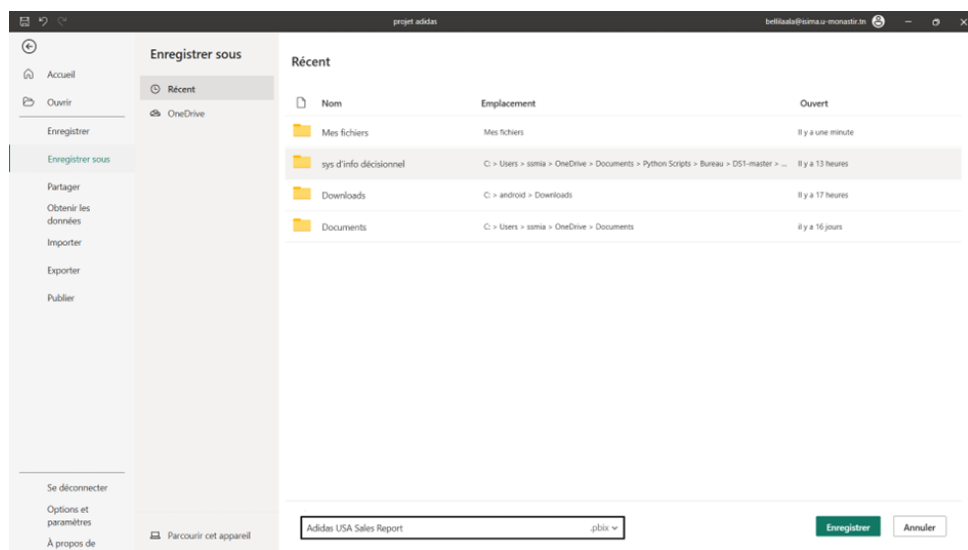 projet adidas
bellilaala@isima.u-monastir.tn
Accueil
Ouvrir
Enregistrer
Enregistrer sous
Partager
Obtenir les
données
Importer
Exporter
Publier
Se déconnecter
Options et
paramètres
À propos de
Enregistrer sous
Récent
OneDrive
Parcourir cet appareil
Récent
Nom Emplacement Ouvert
Mes fichiers Mes fichiers Il y a une minute
sys d'info décisionnel C: > Users > ssmia > OneDrive > Documents > Python Scripts > Bureau > DS1-master > ... Il y a 13 heures
Downloads C: > android > Downloads Il y a 17 heures
Documents C: > Users > ssmia > OneDrive > Documents il y a 16 jours
Adidas USA Sales Report .pbix
Enregistrer Annuler